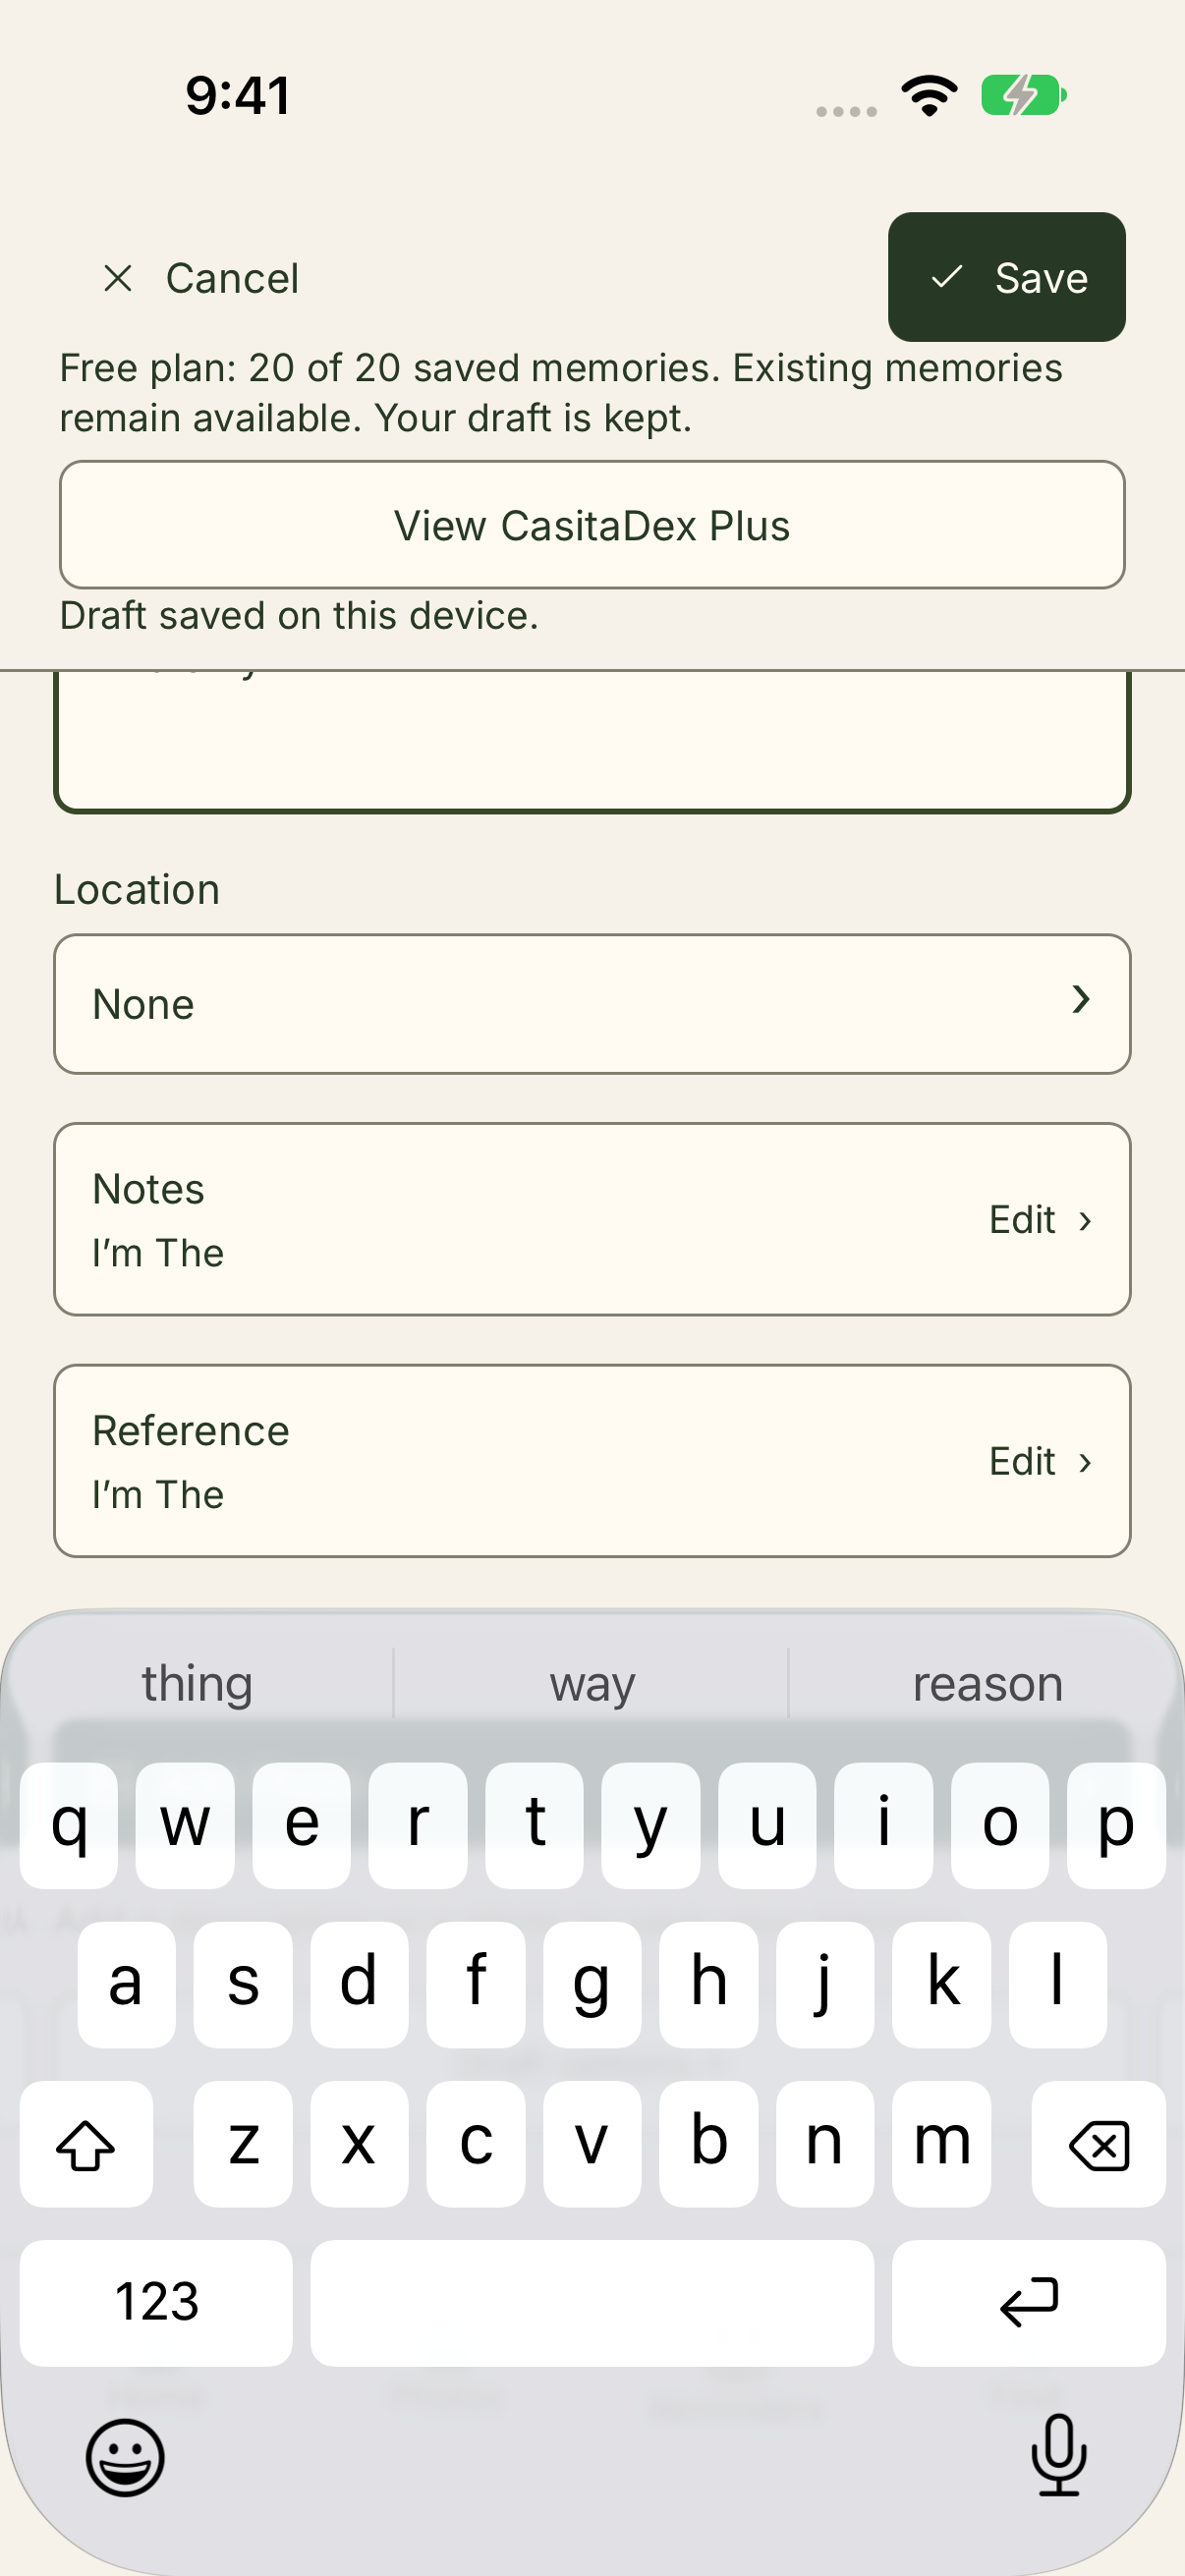 9:41
Cancel
Save
Free plan: 20 of 20 saved memories. Existing memories
remain available. Your draft is kept.
View CasitaDex Plus
Draft saved on this device.
Location
None
Notes
I’m The
Edit
Reference
I’m The
Edit
thing way reason
q w e r t y u i o p
a s d f g h j k l
z x c v b n m
123